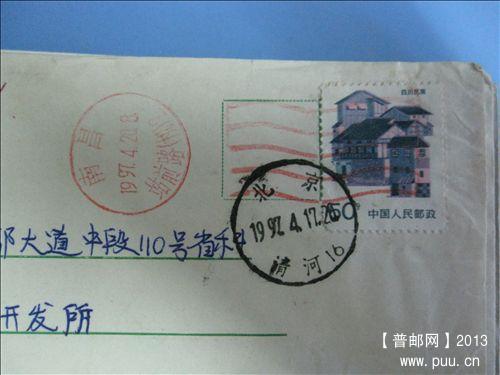 四川民居
50 中国人民邮政
南昌
1997.4.20.8
北京
1997.4.17.20
清河16
大道中段110号省科
开发所
【普邮网】2013
www.puu.cn